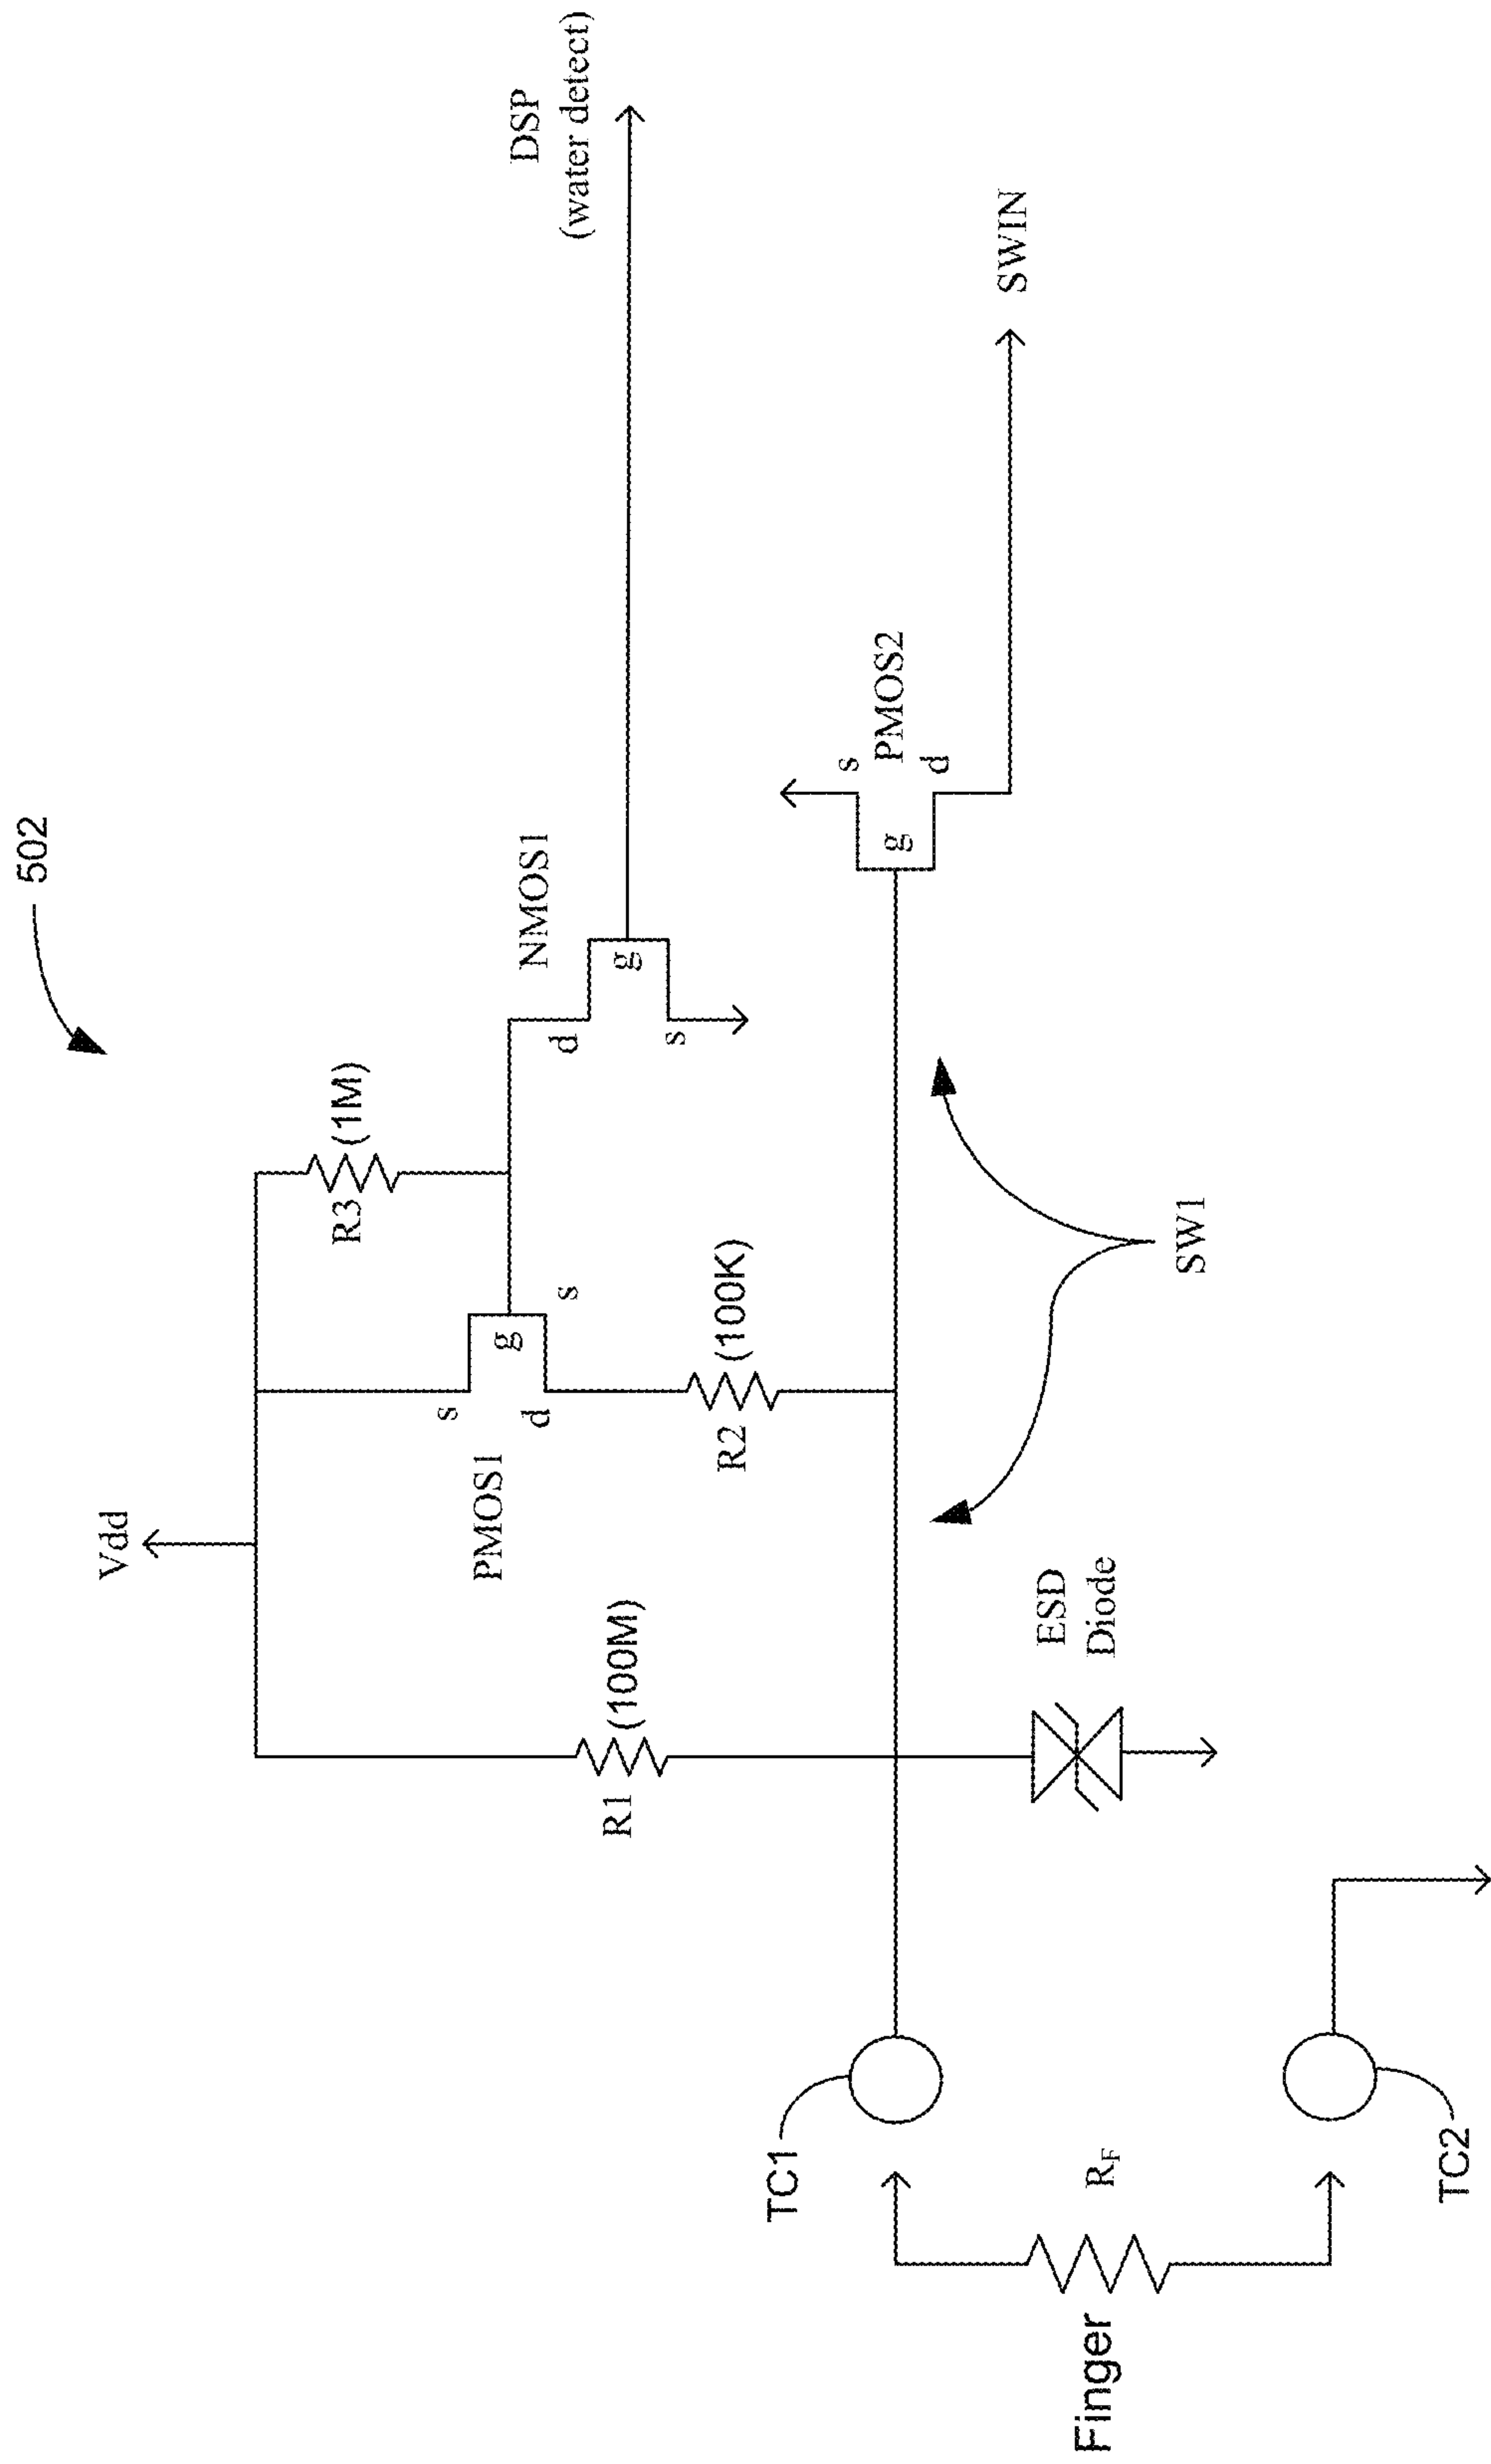 502
Vdd
R3 (1M)
s
PMOS1
g
d
s
NMOS1
d
g
s
DSP
(water detect)
R1 (100M)
R2 (100K)
TC1
s
PMOS2
g
d
SWIN
ESD
Diode
Finger
R_F
SW1
TC2